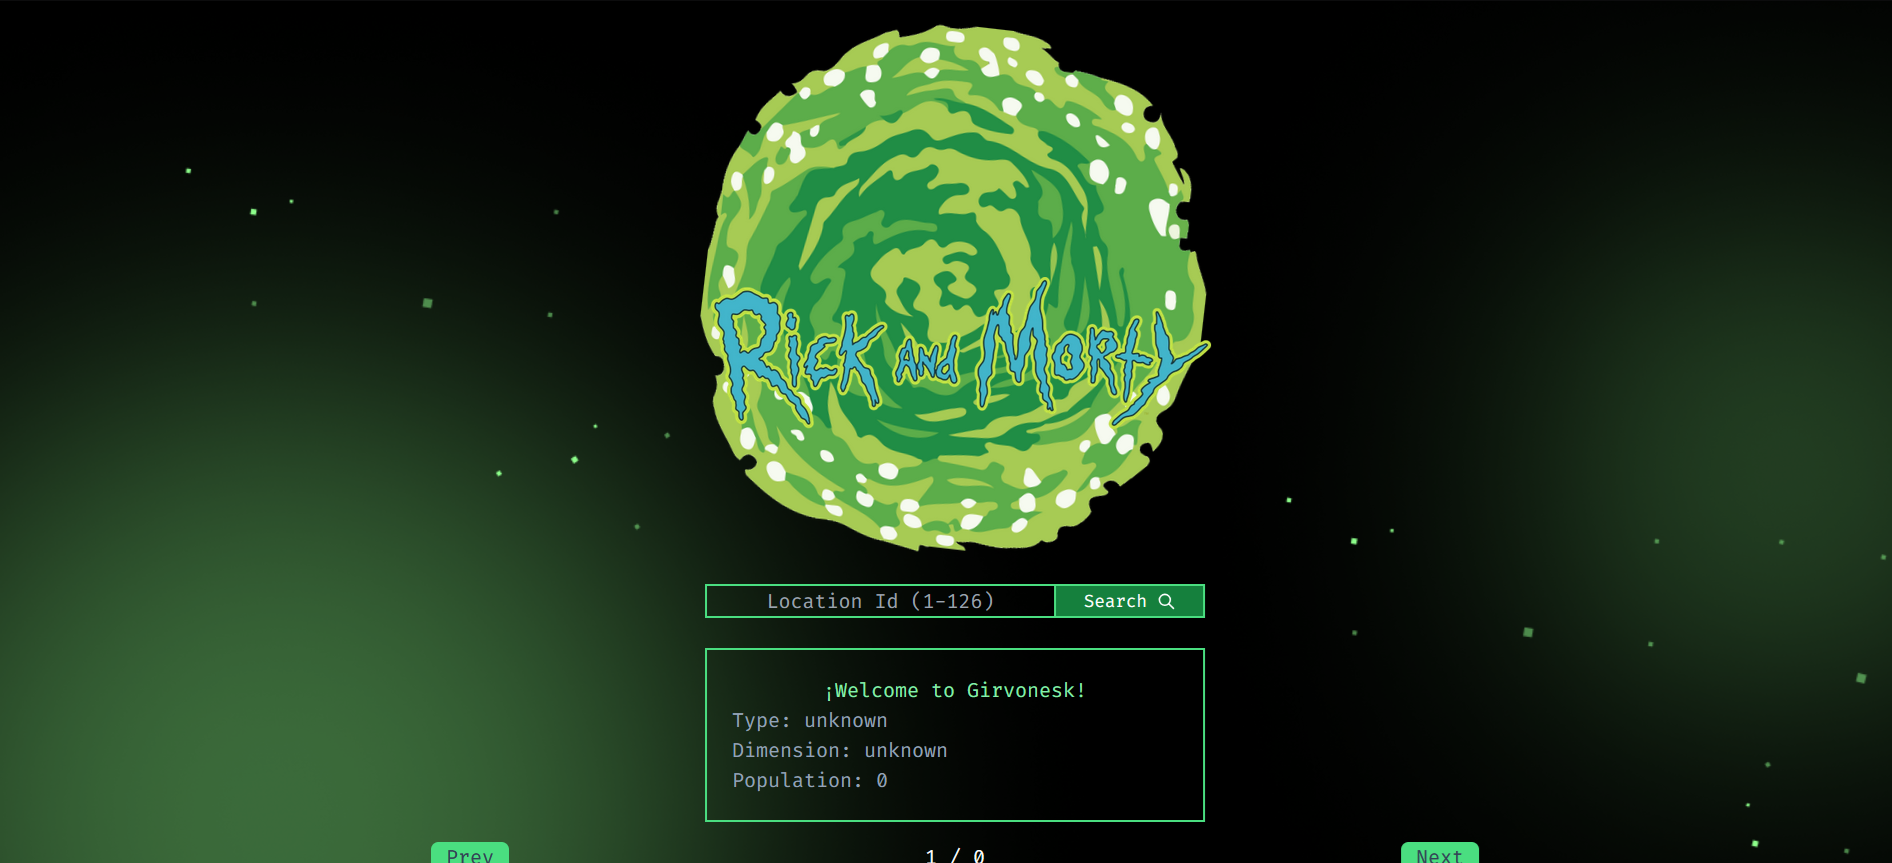 Rick and Morty
Location Id (1-126)
Search
¡Welcome to Girvonesk!
Type: unknown
Dimension: unknown
Population: 0
Prev
1 / 0
Next